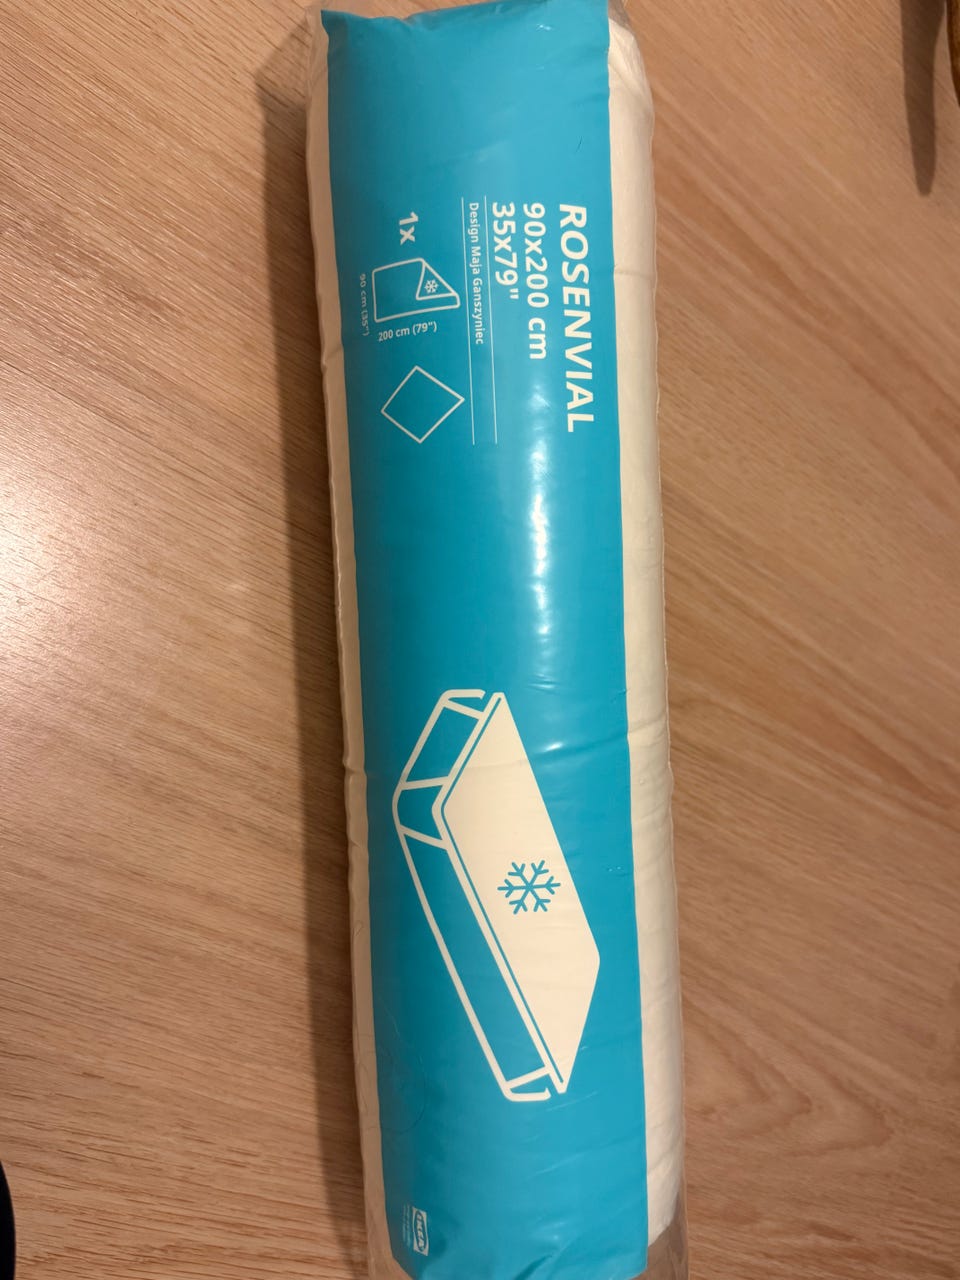 ROSENVIAL
90x200 cm
35x79"
Design Maja Ganszyniec
1x
200 cm (79")
90 cm (35")
IKEA